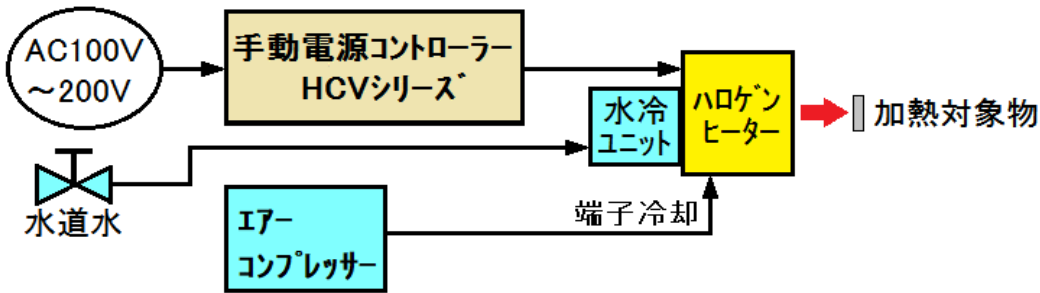 AC100V
～200V
手動電源コントローラー
HCVシリーズ
ハロゲン
ヒーター
水冷
ユニット
加熱対象物
水道水
エアー
コンプレッサー
端子冷却